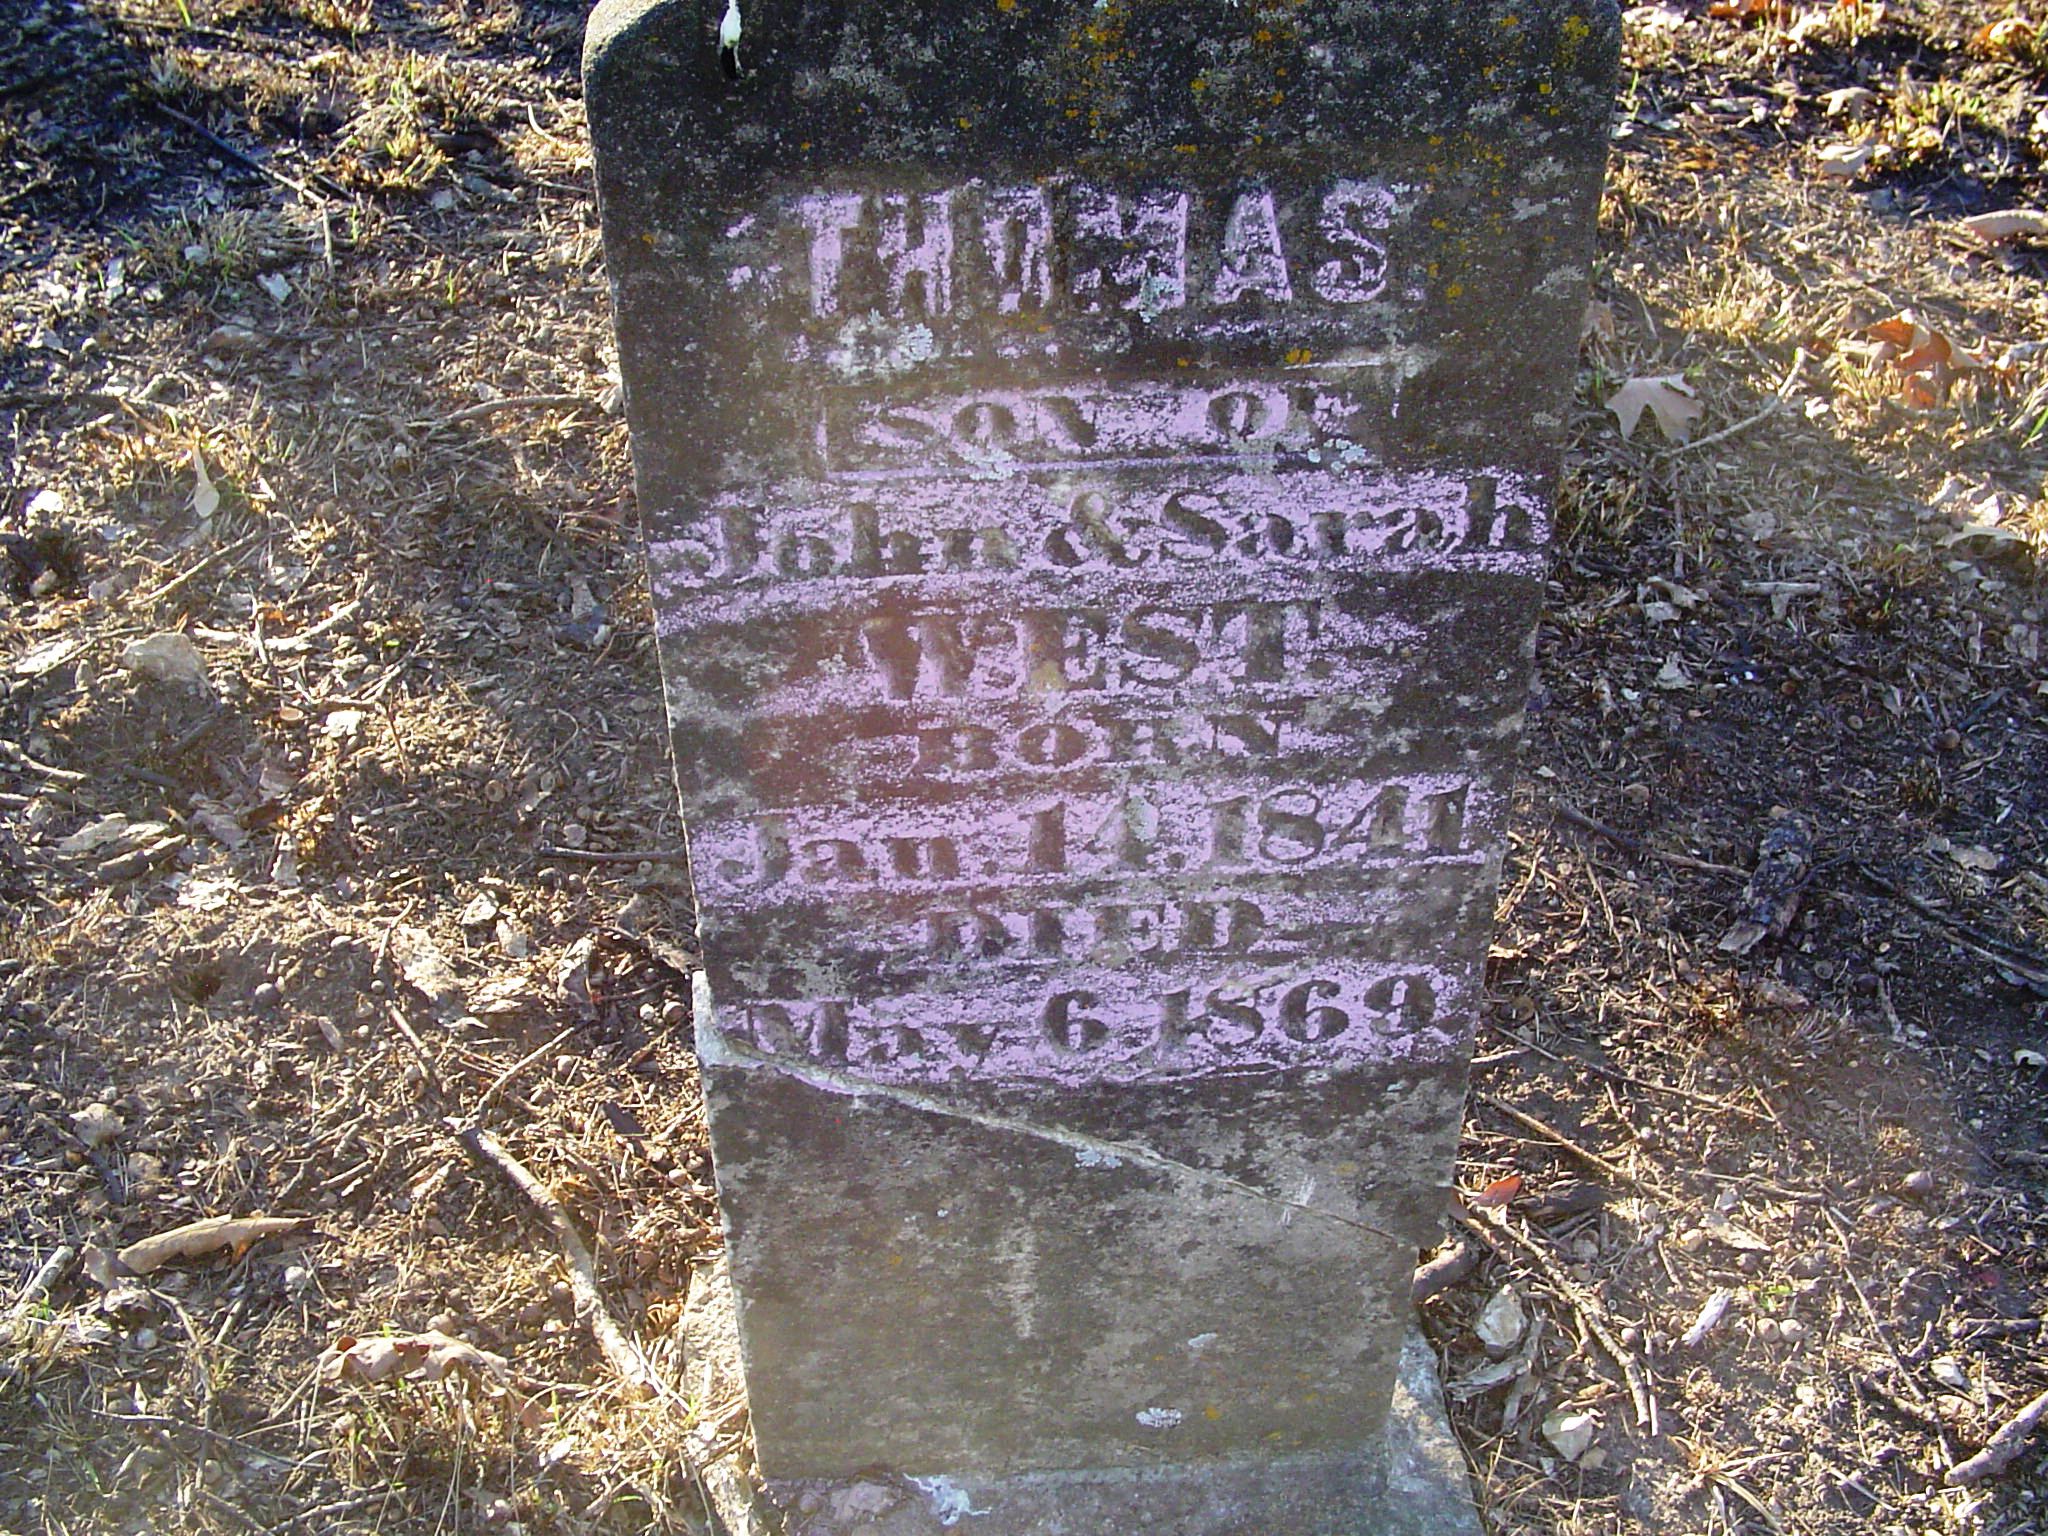 THOMAS
SON OF
John & Sarah
WEST.
BORN
Jan. 14, 1841
DIED
May 6, 1869